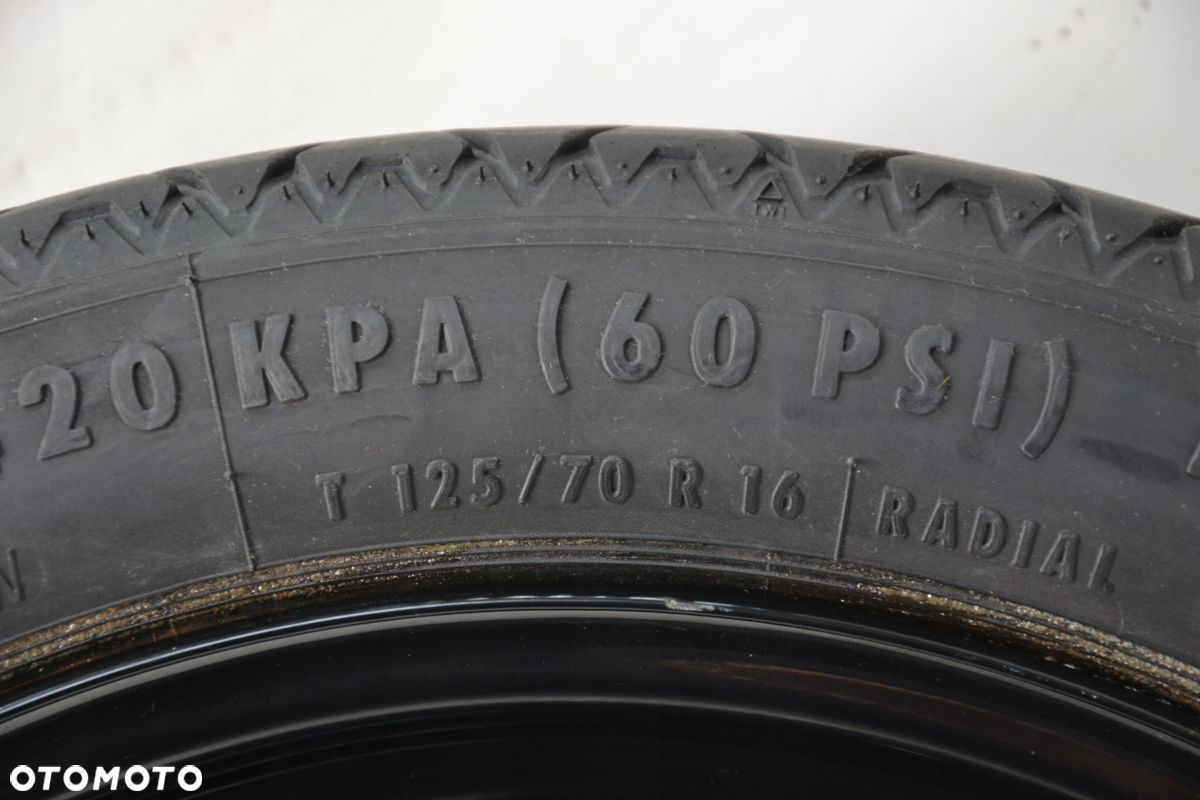 20 KPA (60 PSI)
T 125/70 R 16 RADIAL
OTOMOTO